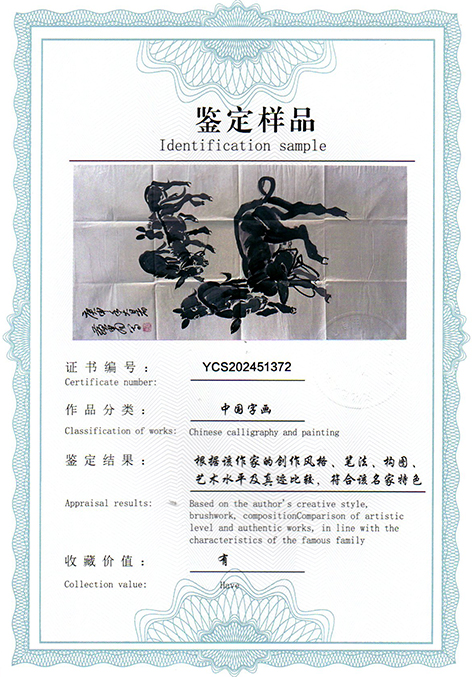 鉴定样品
Identification sample
证书编号： YCS202451372
Certificate number:
作品分类： 中国字画
Classification of works: Chinese calligraphy and painting
鉴定结果： 根据该作家的创作风格、笔法、构图、
艺术水平及真迹比较，符合该名家特色
Appraisal results: Based on the author's creative style,
brushwork, compositionComparison of artistic
level and authentic works, in line with the
characteristics of the famous family
收藏价值： 有
Collection value: Have